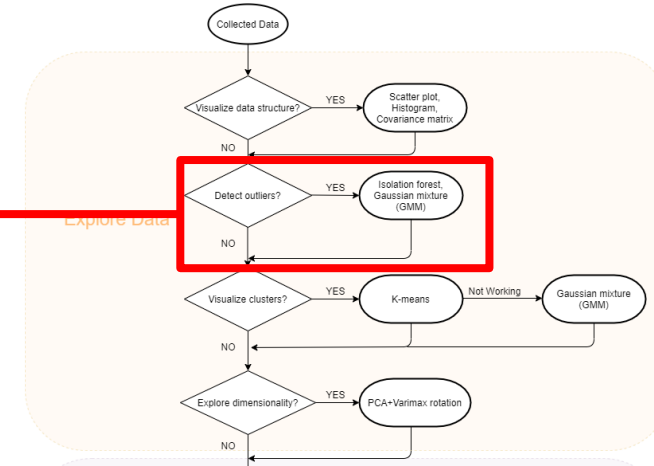 Collected Data
Visualize data structure?
YES
Scatter plot,
Histogram,
Covariance matrix
NO
Detect outliers?
YES
Isolation forest,
Gaussian mixture
(GMM)
Explore Data
NO
Visualize clusters?
YES
K-means
Not Working
Gaussian mixture
(GMM)
NO
Explore dimensionality?
YES
PCA+Varimax rotation
NO